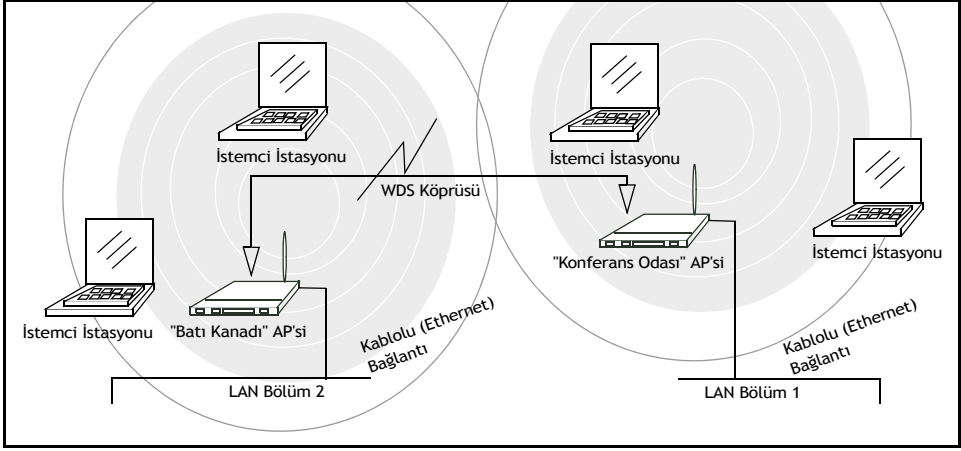 İstemci İstasyonu
İstemci İstasyonu
WDS Köprüsü
İstemci İstasyonu
"Konferans Odası" AP'si
İstemci İstasyonu
"Batı Kanadı" AP'si
Kablolu (Ethernet)
Bağlantı
Kablolu (Ethernet)
Bağlantı
LAN Bölüm 2
LAN Bölüm 1